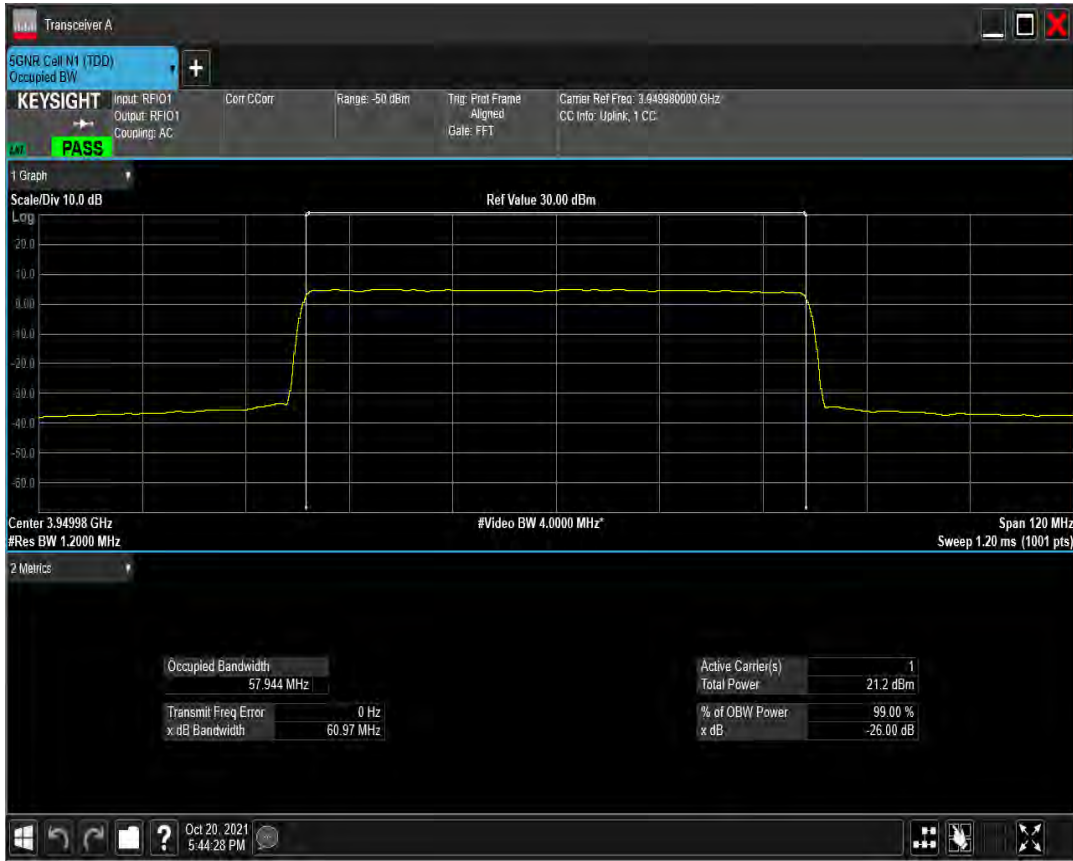 Transceiver A
5GNR Cell N1 (TDD)
Occupied BW
KEYSIGHT
Input: RFIO1
Output: RFIO1
Coupling: AC
Corr CCorr
Range: -50 dBm
Trig: Prot Frame
Aligned
Gate: FFT
Carrier Ref Freq: 3.949980000 GHz
CC Info: Uplink, 1 CC
PASS
1 Graph
Scale/Div 10.0 dB
Ref Value 30.00 dBm
Log
20.0
10.0
0.00
-10.0
-20.0
-30.0
-40.0
-50.0
-60.0
Center 3.94998 GHz
#Video BW 4.0000 MHz*
Span 120 MHz
#Res BW 1.2000 MHz
Sweep 1.20 ms (1001 pts)
2 Metrics
Occupied Bandwidth
57.944 MHz
Transmit Freq Error 0 Hz
x dB Bandwidth 60.97 MHz
Active Carrier(s) 1
Total Power 21.2 dBm
% of OBW Power 99.00 %
x dB -26.00 dB
?
Oct 20, 2021
5:44:28 PM